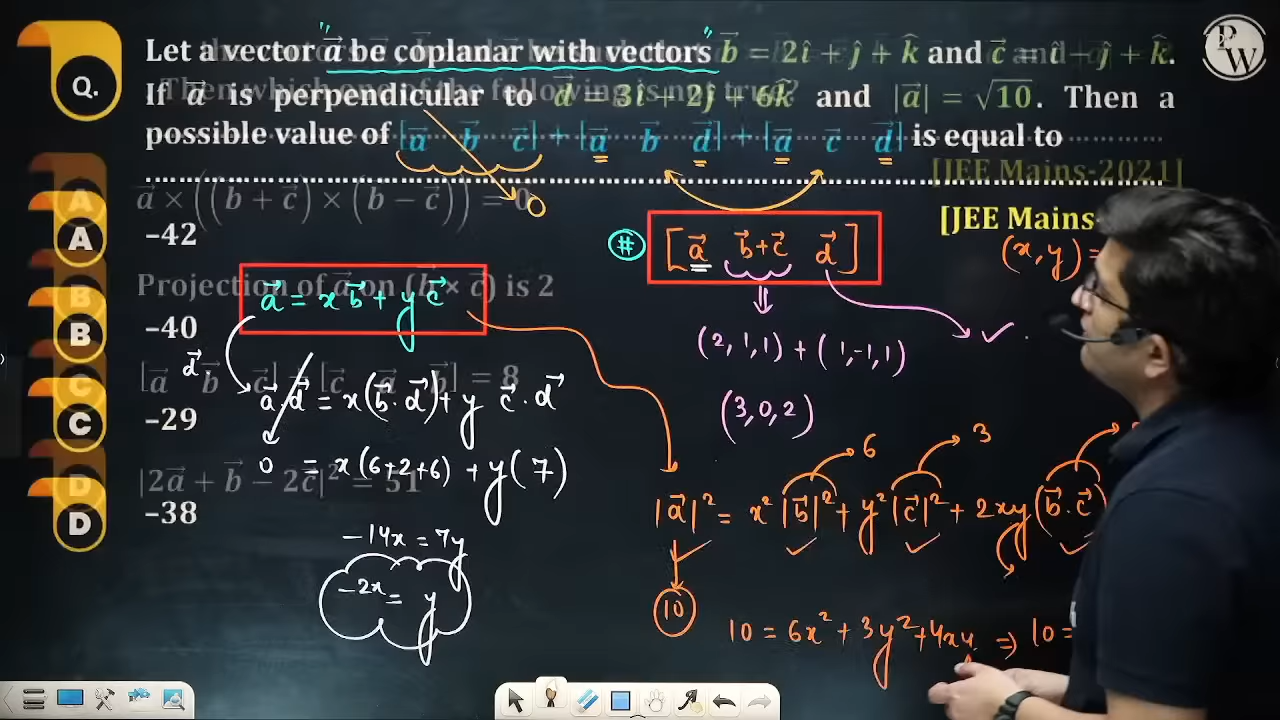 Q.
Let a vector a⃗ be coplanar with vectors b⃗ = 2î + ĵ + k̂ and c⃗ = î − ĵ + k̂.
If a⃗ is perpendicular to d⃗ = 3î + 2ĵ + 6k̂ and |a⃗| = √10. Then a
possible value of [a⃗ b⃗ c⃗] + [a⃗ b⃗ d⃗] + [a⃗ c⃗ d⃗] is equal to
[JEE Mains-2021]
[JEE Mains-
PW
A
−42
B
−40
C
−29
D
−38
a⃗ × ((b + c⃗) × (b − c⃗)) = 0
Projection of a⃗ on (b⃗ × c⃗) is 2
[a⃗ b⃗ c⃗] + [c⃗ a⃗ b⃗] = 8
|2a⃗ + b⃗ − 2c⃗|² = 51
0
# [a⃗ b⃗+c⃗ d⃗]
(x, y) =
a⃗ = x b⃗ + y c⃗
(2, 1, 1) + (1, -1, 1)
✓
d⃗
a⃗ . d⃗ = x(b⃗ . d⃗) + y c⃗ . d⃗
(3, 0, 2)
0 = x(6+2+6) + y(7)
6
3
|a⃗|² = x²|b⃗|² + y²|c⃗|² + 2xy(b⃗ . c⃗)
-14x = 7y
-2x = y
10
10 = 6x² + 3y² + 4xy ⇒ 10 =